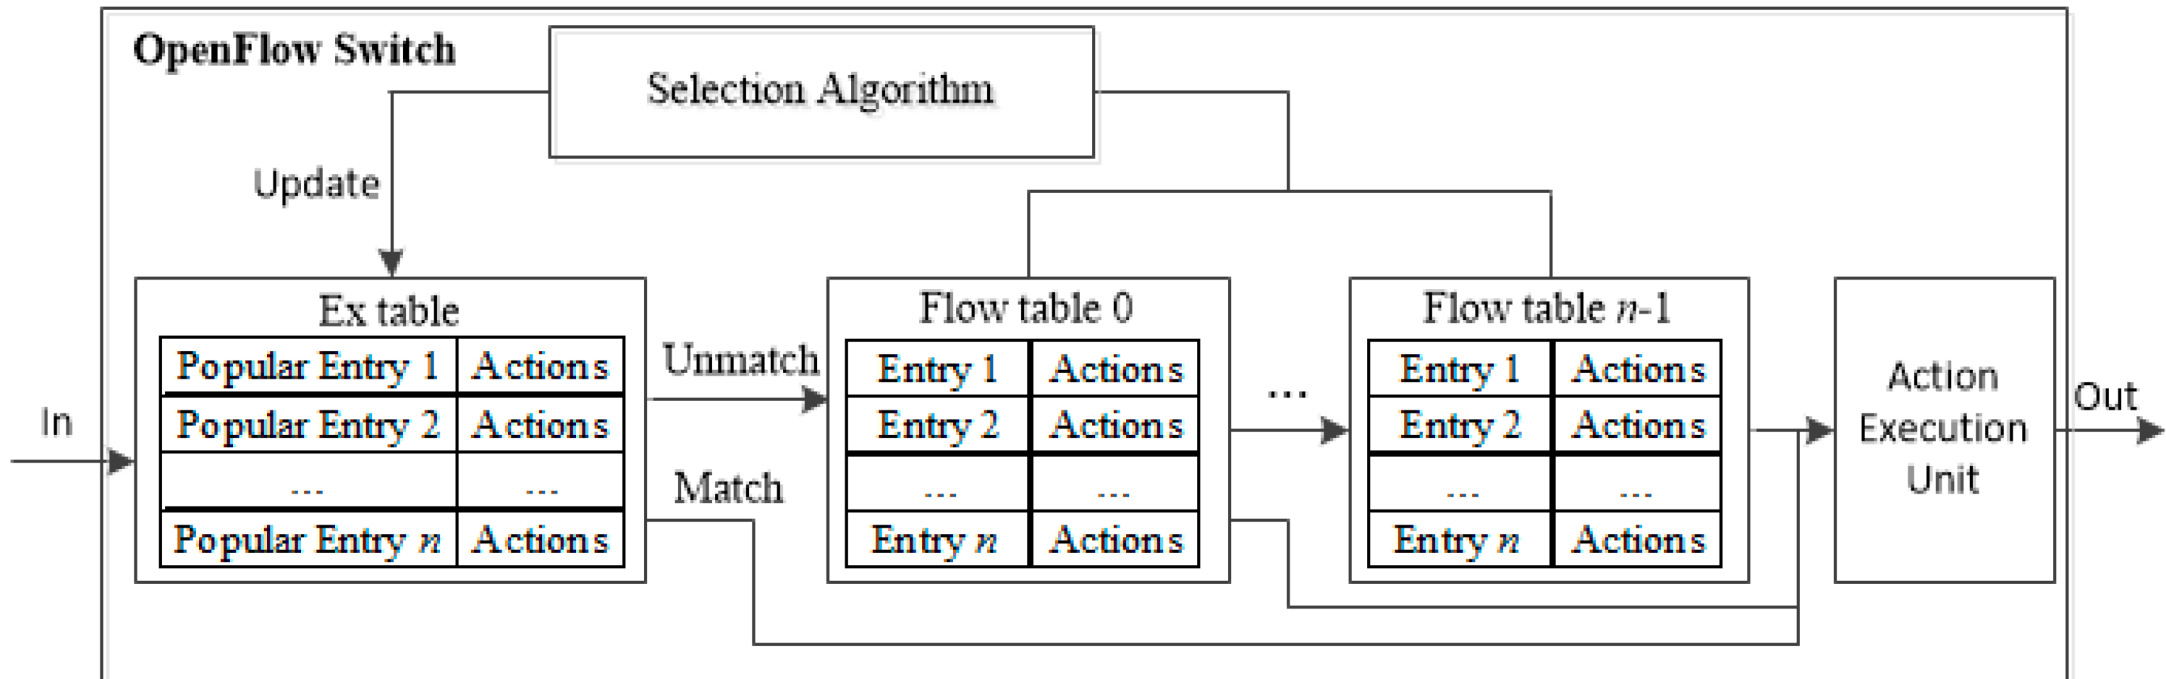 OpenFlow Switch
Selection Algorithm
Update
Ex table
Popular Entry 1 Actions
Popular Entry 2 Actions
... ...
Popular Entry n Actions
In
Unmatch
Match
Flow table 0
Entry 1 Actions
Entry 2 Actions
... ...
Entry n Actions
...
Flow table n-1
Entry 1 Actions
Entry 2 Actions
... ...
Entry n Actions
Action
Execution
Unit
Out